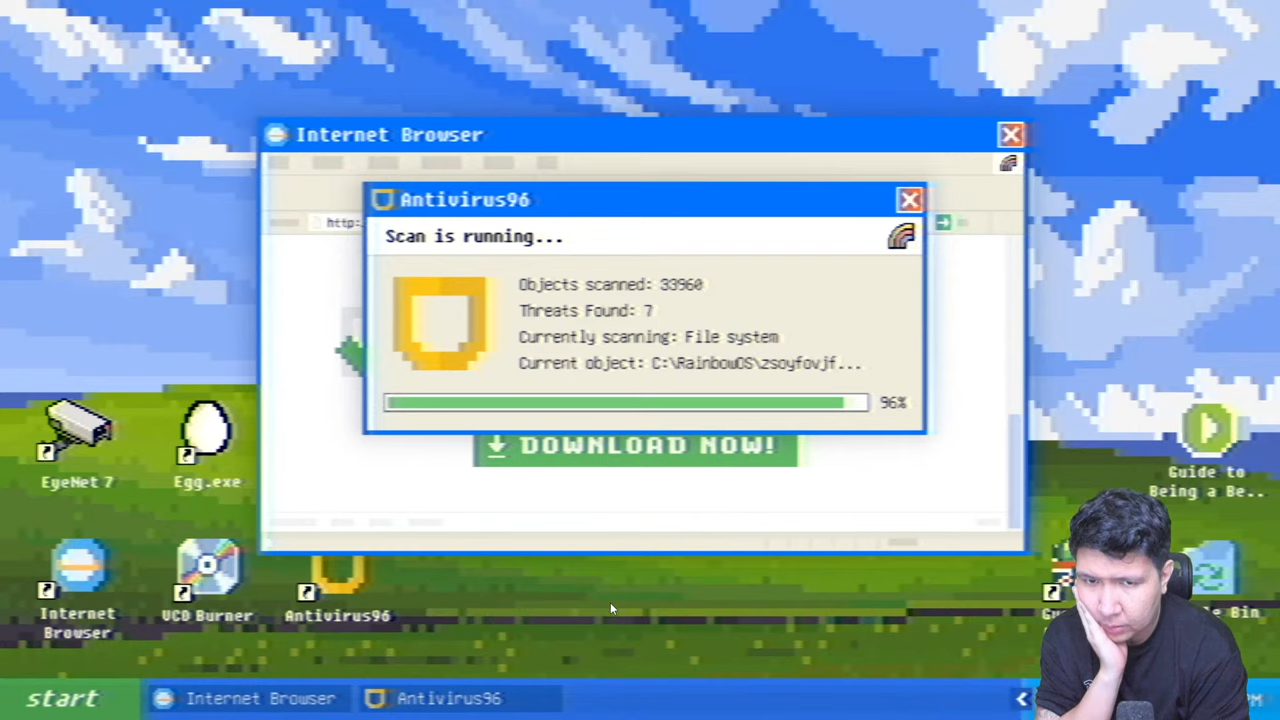 Internet Browser
http:
Antivirus96
Scan is running...
Objects scanned: 33960
Threats Found: 7
Currently scanning: File system
Current object: C:\RainbowOS\zsoyfovjf...
96%
DOWNLOAD NOW!
EyeNet 7
Egg.exe
Guide to
Being a Be..
Internet
Browser
VCD Burner
Antivirus96
Bin
start
Internet Browser
Antivirus96